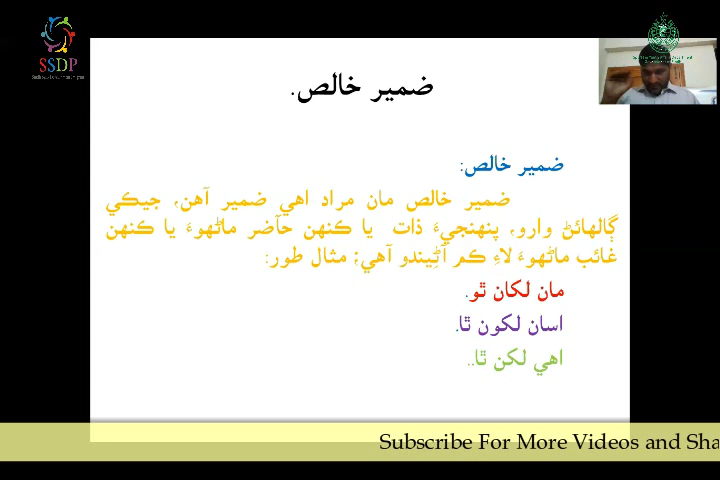 SSDP
ضمير خالص.
ضمير خالص:
ضمير خالص مان مراد اهي ضمير آهن، جيڪي
ڳالهائڻ وارو، پنهنجيءَ ذات يا ڪنهن حآضر ماڻهوءَ يا ڪنهن
غائب ماڻهوءَ لاءِ ڪم آڻيندو آهي؛ مثال طور:
مان لکان ٿو.
اسان لکون ٿا.
اهي لکن ٿا..
Subscribe For More Videos and Sha